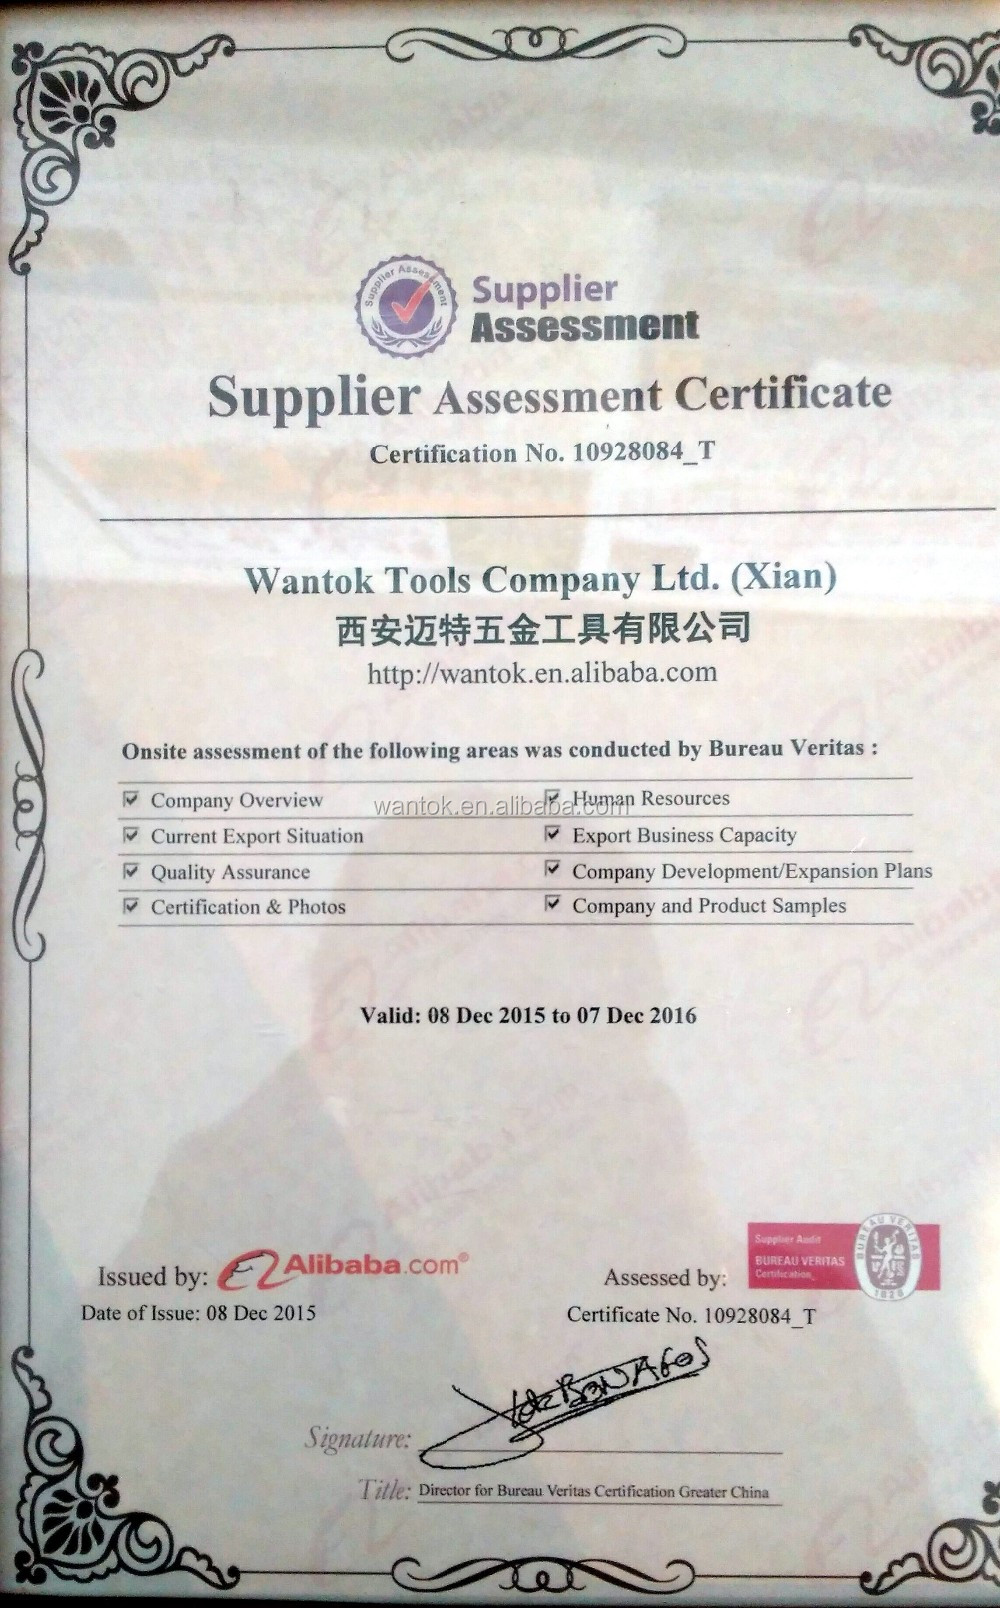 Supplier Assessment
Supplier
Assessment
Supplier Assessment Certificate
Certification No. 10928084_T
Wantok Tools Company Ltd. (Xian)
西安迈特五金工具有限公司
http://wantok.en.alibaba.com
Onsite assessment of the following areas was conducted by Bureau Veritas :
Company Overview
Human Resources
wantok.en.alibaba.com
Current Export Situation
Export Business Capacity
Quality Assurance
Company Development/Expansion Plans
Certification & Photos
Company and Product Samples
Valid: 08 Dec 2015 to 07 Dec 2016
Issued by: Alibaba.com®
Date of Issue: 08 Dec 2015
Assessed by:
Supplier Audit
BUREAU VERITAS
Certification
BUREAU VERITAS
1828
Certificate No. 10928084_T
Signature:
Title: Director for Bureau Veritas Certification Greater China